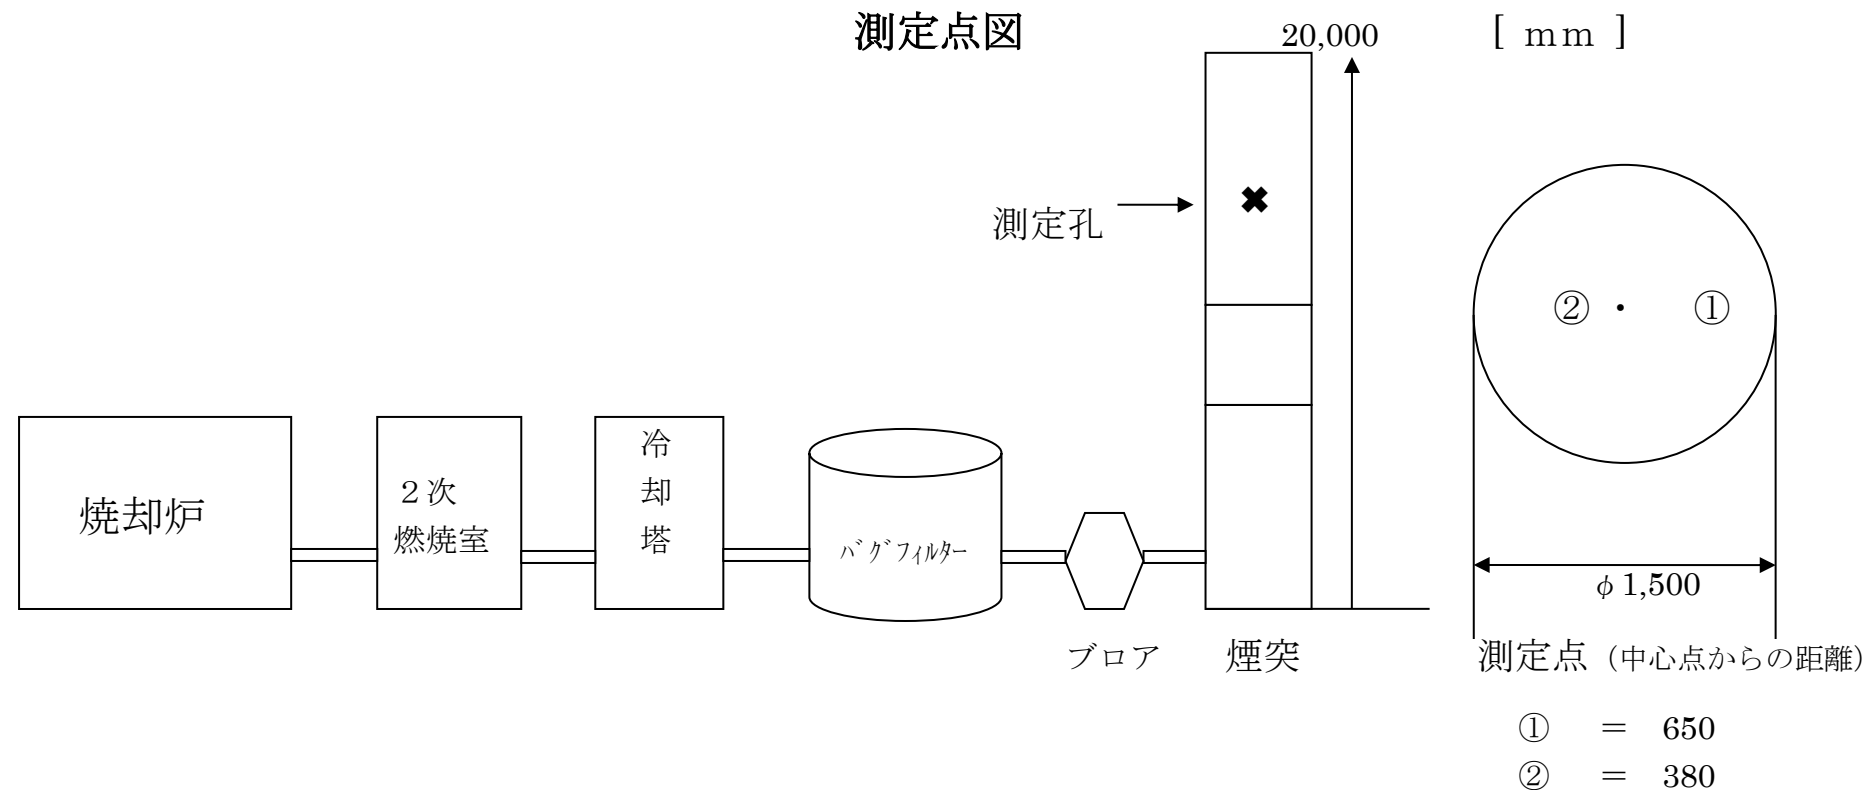 測定点図
20,000
[ mm ]
測定孔
② ・ ①
焼却炉
２次
燃焼室
冷
却
塔
ﾊﾞｸﾞﾌｨﾙﾀｰ
φ1,500
ブロア
煙突
測定点（中心点からの距離）
① ＝ 650
② ＝ 380